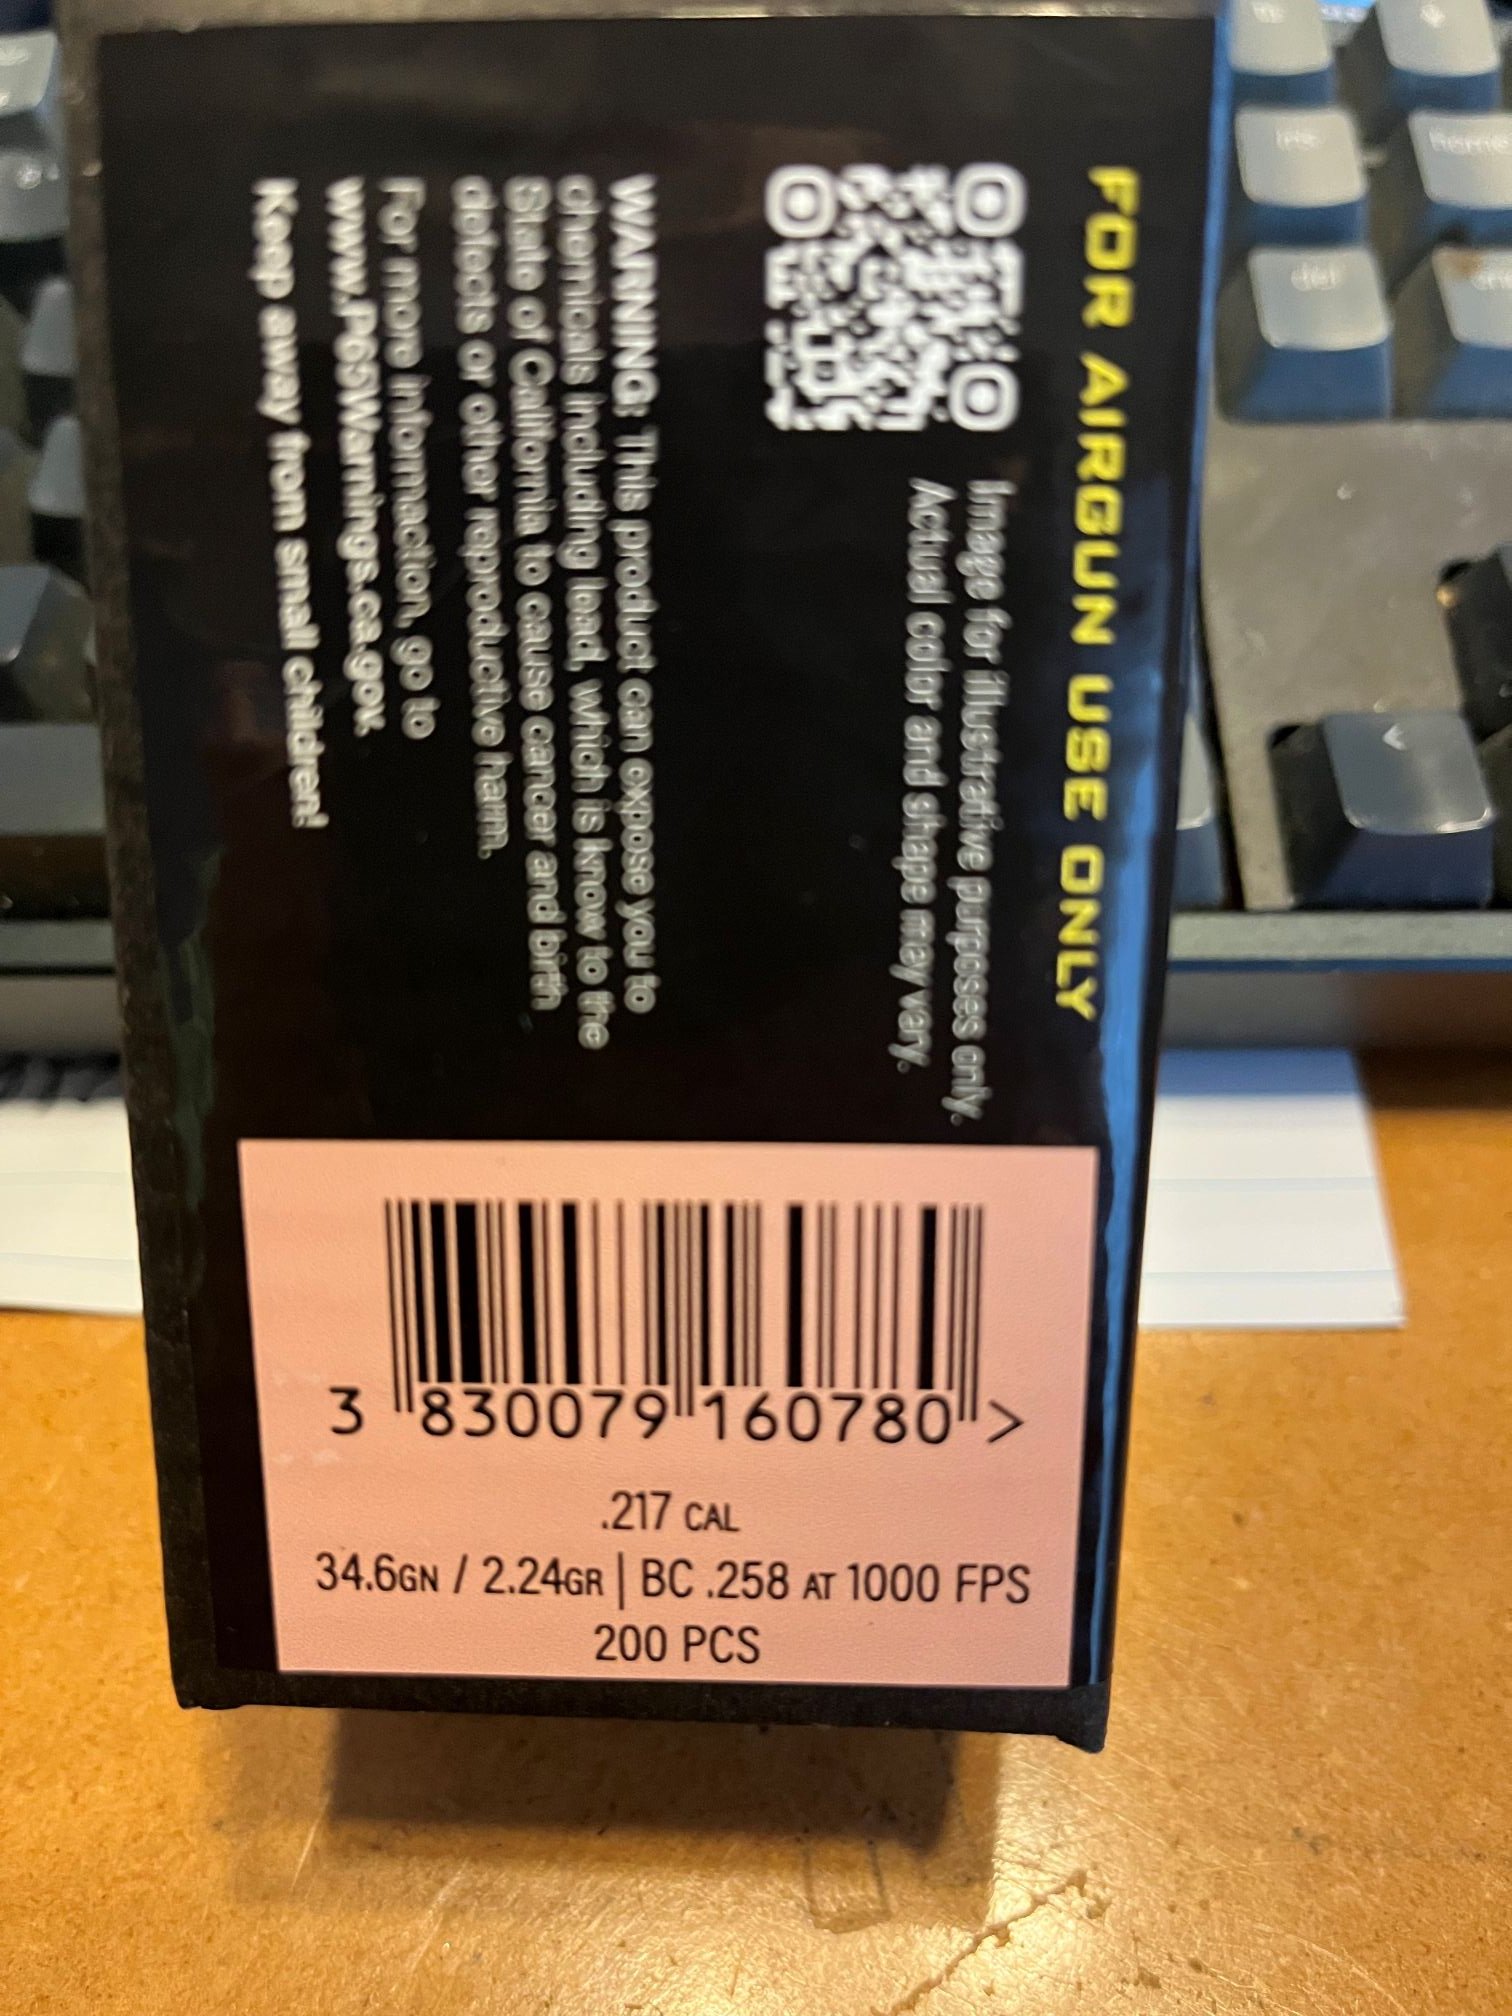 FOR AIRGUN USE ONLY
Image for illustrative purposes only.
Actual color and shape may vary.
WARNING: This product can expose you to
chemicals including lead, which is know to the
State of California to cause cancer and birth
defects or other reproductive harm.
For more information, go to
www.P65Warnings.ca.gov.
Keep away from small children!
3 830079 160780 >
.217 CAL
34.6GN / 2.24GR | BC .258 AT 1000 FPS
200 PCS
home
del